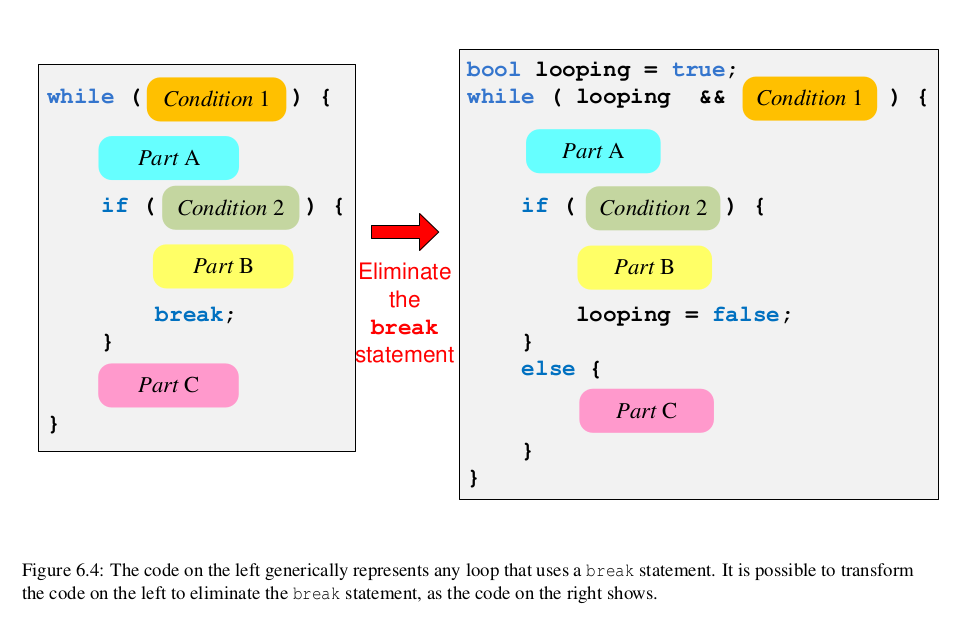 while ( Condition 1 ) {
Part A
if ( Condition 2 ) {
Part B
break;
}
Part C
}
Eliminate
the
break
statement
bool looping = true;
while ( looping && Condition 1 ) {
Part A
if ( Condition 2 ) {
Part B
looping = false;
}
else {
Part C
}
}
Figure 6.4: The code on the left generically represents any loop that uses a break statement. It is possible to transform
the code on the left to eliminate the break statement, as the code on the right shows.